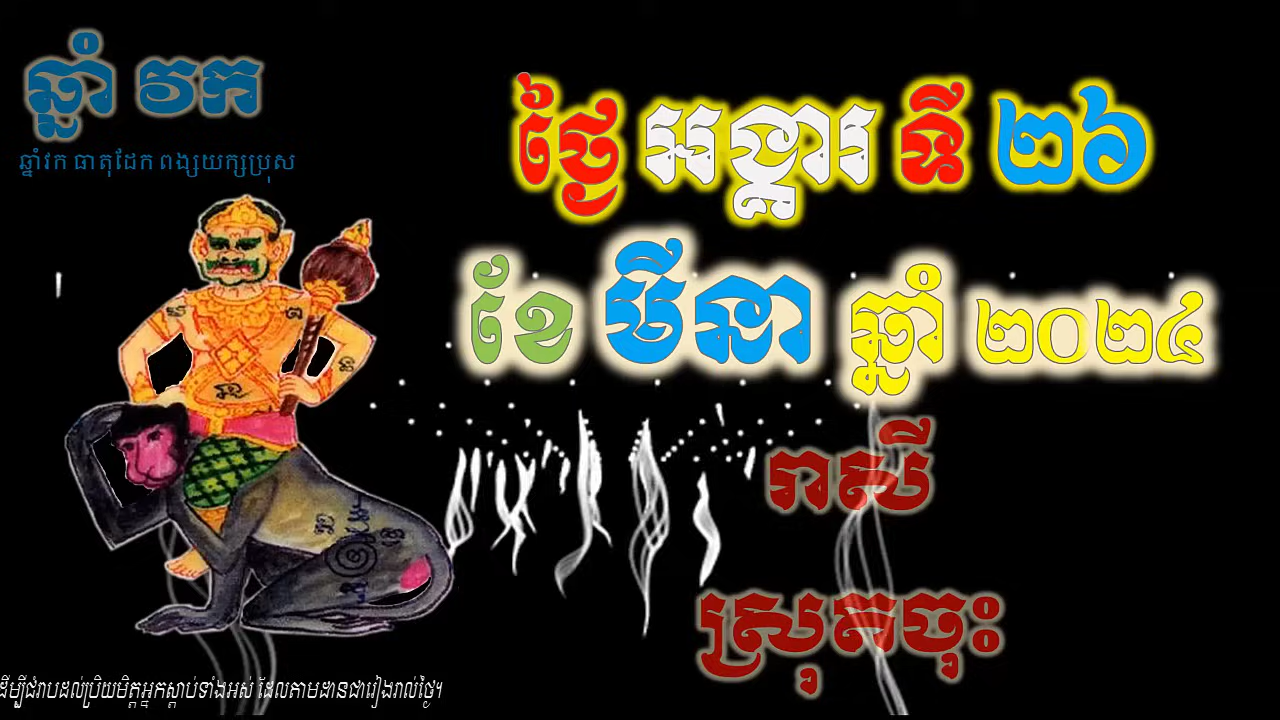 ឆ្នាំ វក
ឆ្នាំវក ធាតុដែក ពង្សយក្សប្រុស
ថ្ងៃ អង្គារ ទី ២៦
ខែ មីនា ឆ្នាំ ២០២៤
រាសី
ស្រុតចុះ
ដើម្បីជំរាបដល់ប្រិយមិត្តអ្នកស្តាប់ទាំងអស់ ដែលតាមដានជារៀងរាល់ថ្ងៃ។